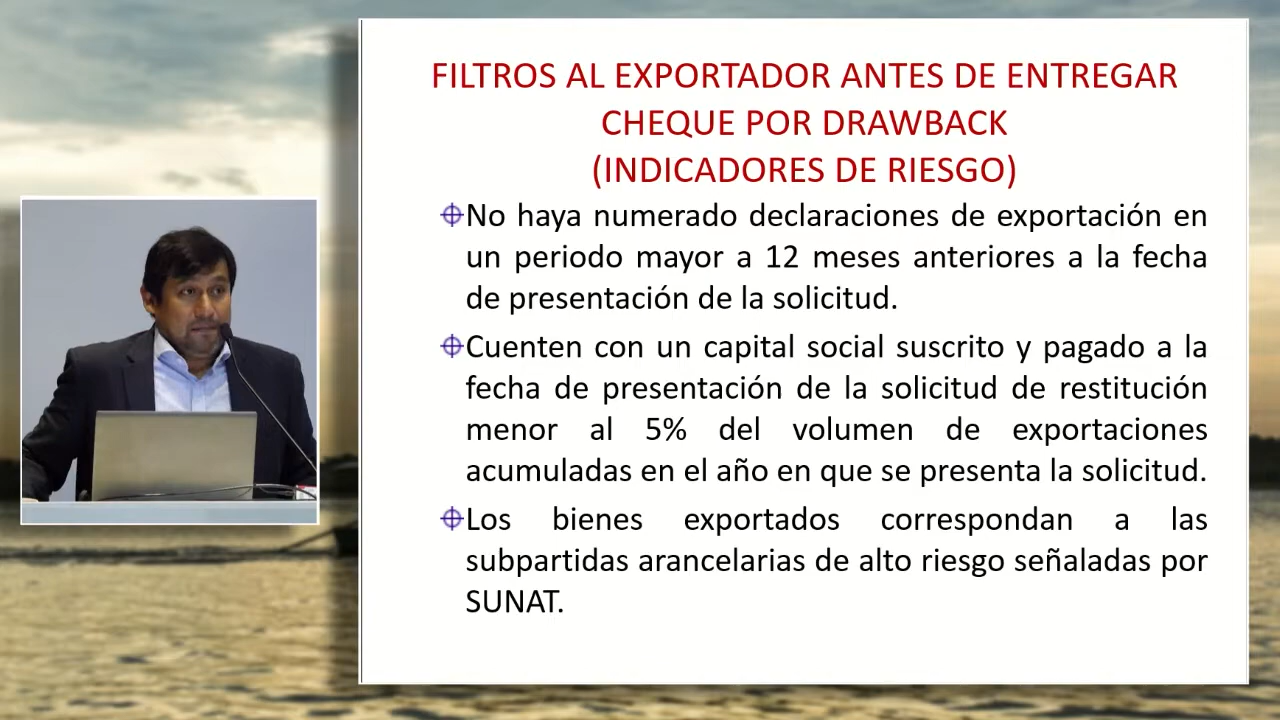 FILTROS AL EXPORTADOR ANTES DE ENTREGAR
CHEQUE POR DRAWBACK
(INDICADORES DE RIESGO)
No haya numerado declaraciones de exportación en
un periodo mayor a 12 meses anteriores a la fecha
de presentación de la solicitud.
Cuenten con un capital social suscrito y pagado a la
fecha de presentación de la solicitud de restitución
menor al 5% del volumen de exportaciones
acumuladas en el año en que se presenta la solicitud.
Los bienes exportados correspondan a las
subpartidas arancelarias de alto riesgo señaladas por
SUNAT.